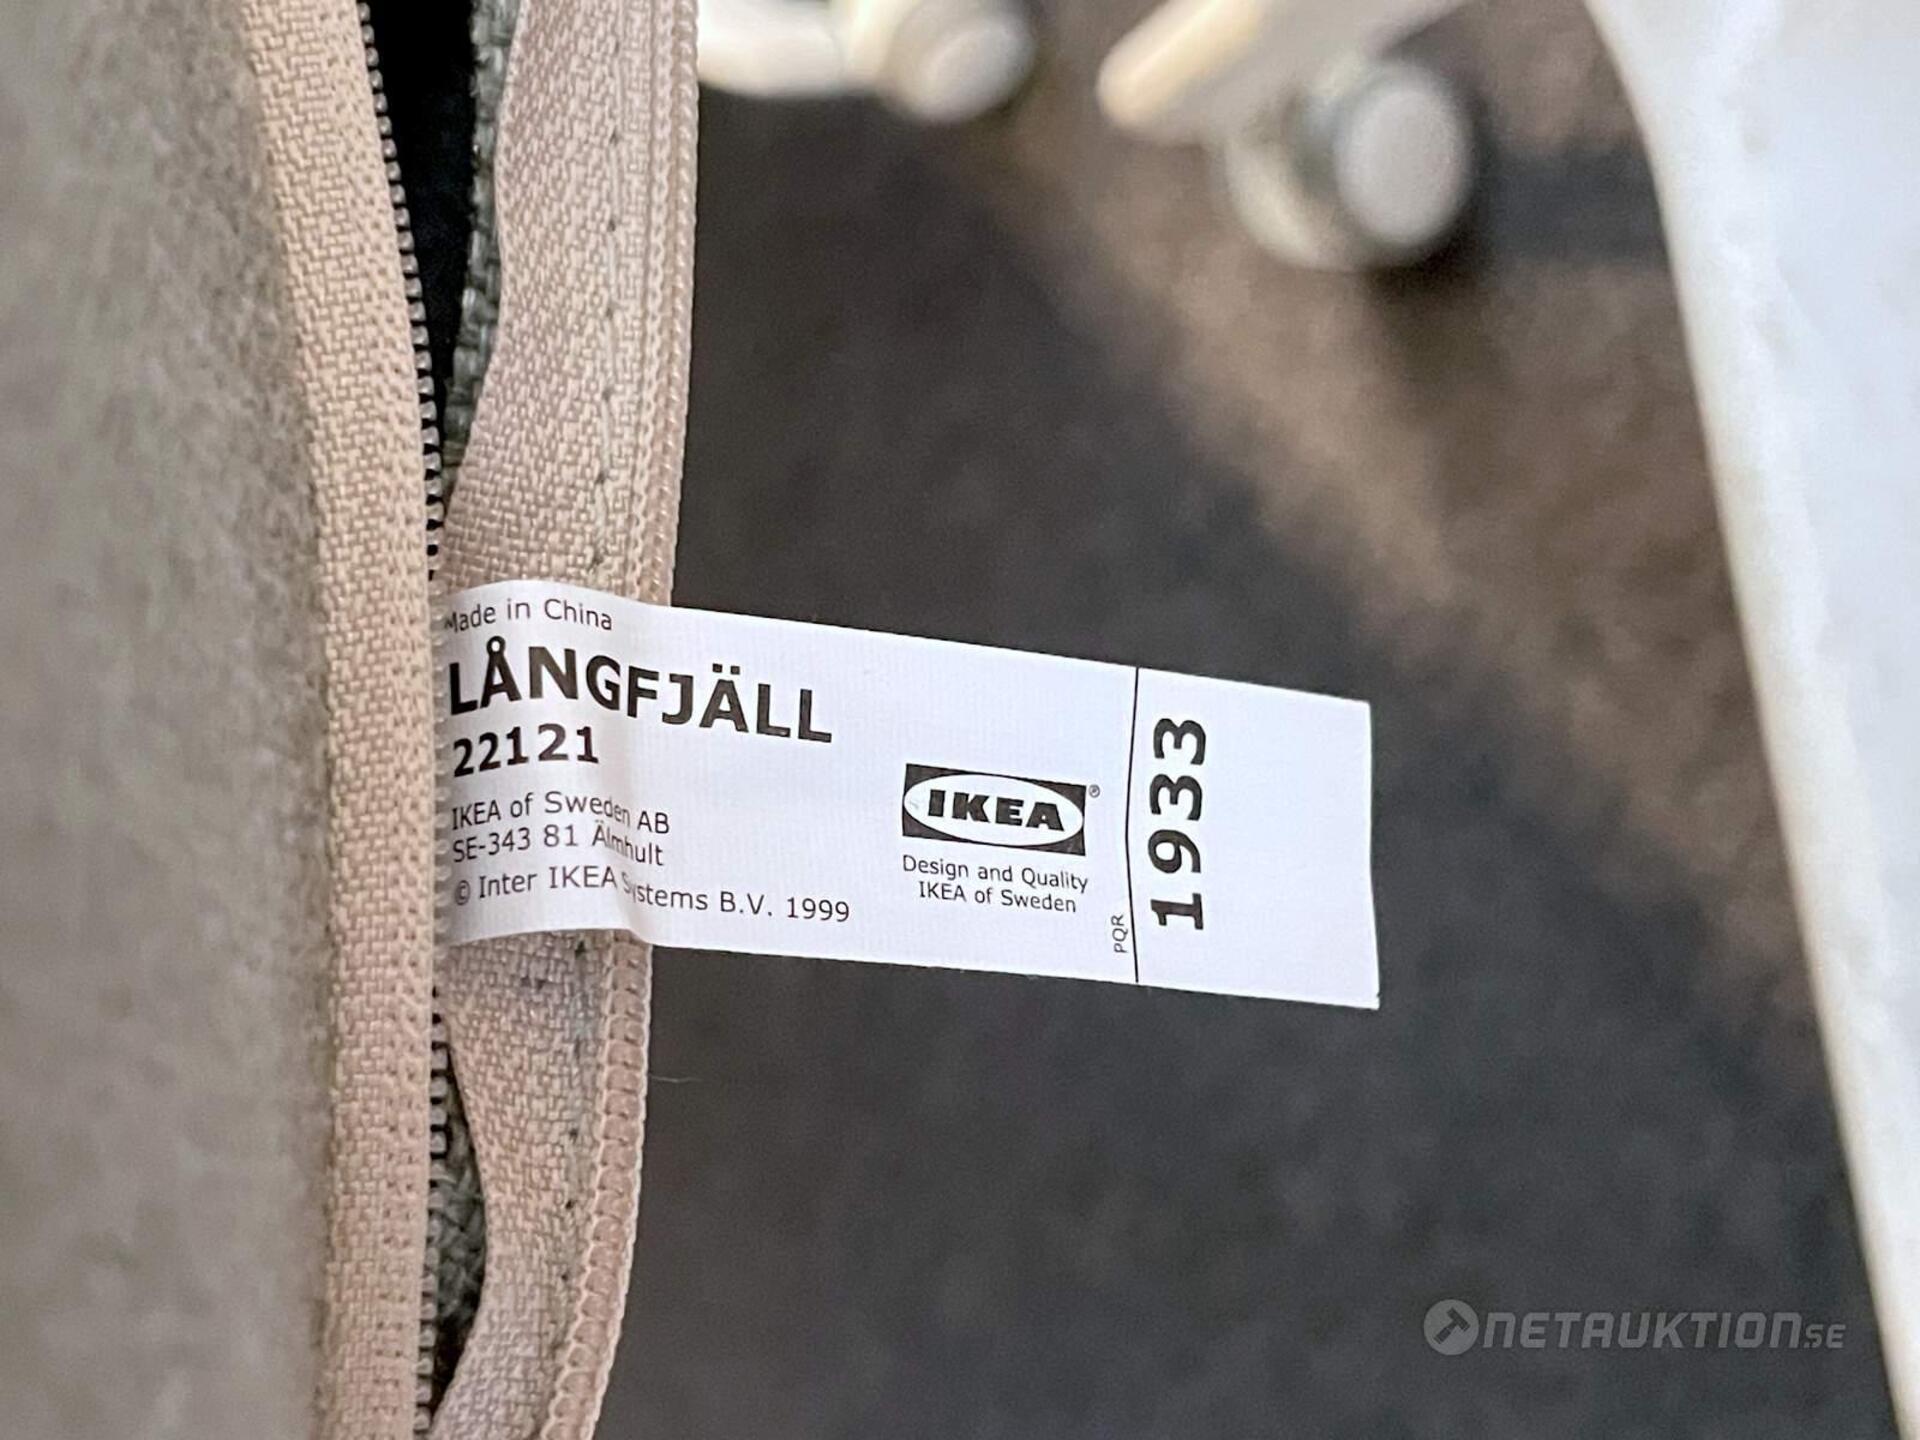 Made in China
LÅNGFJÄLL
22121
IKEA of Sweden AB
SE-343 81 Älmhult
© Inter IKEA Systems B.V. 1999
IKEA®
Design and Quality
IKEA of Sweden
PQR
1933
NETAUKTION.SE